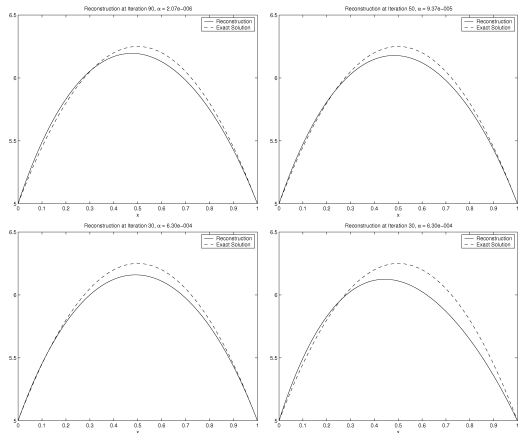 Reconstruction at Iteration 90, α = 2.07e−006
6.5
Reconstruction
Exact Solution
6
5.5
5
0 0.1 0.2 0.3 0.4 0.5 0.6 0.7 0.8 0.9 1
x
Reconstruction at Iteration 50, α = 9.37e−005
6.5
Reconstruction
Exact Solution
6
5.5
5
0 0.1 0.2 0.3 0.4 0.5 0.6 0.7 0.8 0.9 1
x
Reconstruction at Iteration 30, α = 6.30e−004
6.5
Reconstruction
Exact Solution
6
5.5
5
0 0.1 0.2 0.3 0.4 0.5 0.6 0.7 0.8 0.9 1
x
Reconstruction at Iteration 30, α = 6.30e−004
6.5
Reconstruction
Exact Solution
6
5.5
5
0 0.1 0.2 0.3 0.4 0.5 0.6 0.7 0.8 0.9 1
x